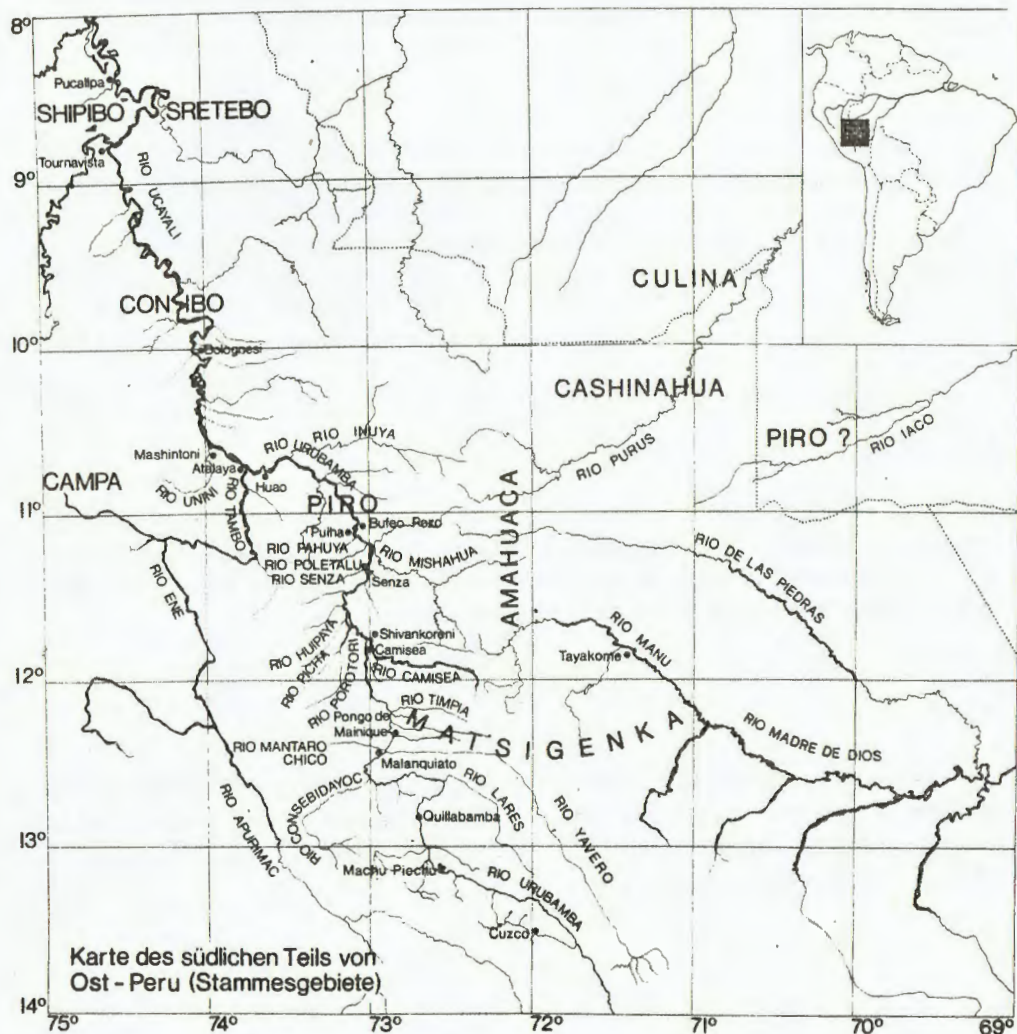 8°
Pucallpa
SHIPIBO
SRETEBO
Tournavista
RIO UCAYALI
9°
CULINA
CONIBO
10°
Bolognesi
CASHINAHUA
PIRO ?
RIO IACO
RIO PURUS
RIO INUYA
RIO URUBAMBA
Mashintoni
Atalaya
Huao
CAMPA
RIO UNINI
RIO TAMBO
PIRO
11°
Bufeo Pozo
Pulha
RIO PAHUYA
RIO MISHAHUA
RIO POLETALU
RIO SENZA
Senza
AMAHUACA
RIO DE LAS PIEDRAS
RIO ENE
RIO MANU
Shivankoreni
Camisea
Tayakome
RIO HUIPAYA
RIO PICHA
RIO POROTORI
RIO CAMISEA
12°
RIO TIMPIA
Pongo de
Mainique
MATSIGENKA
RIO MADRE DE DIOS
RIO MANTARO
CHICO
Malanquiato
RIO CONSEBIDAYOC
RIO LARES
RIO YAVERO
RIO APURIMAC
Quillabamba
13°
Machu Piechu
RIO URUBAMBA
Cuzco
Karte des südlichen Teils von
Ost-Peru (Stammesgebiete)
14°
75° 74° 73° 72° 71° 70° 69°